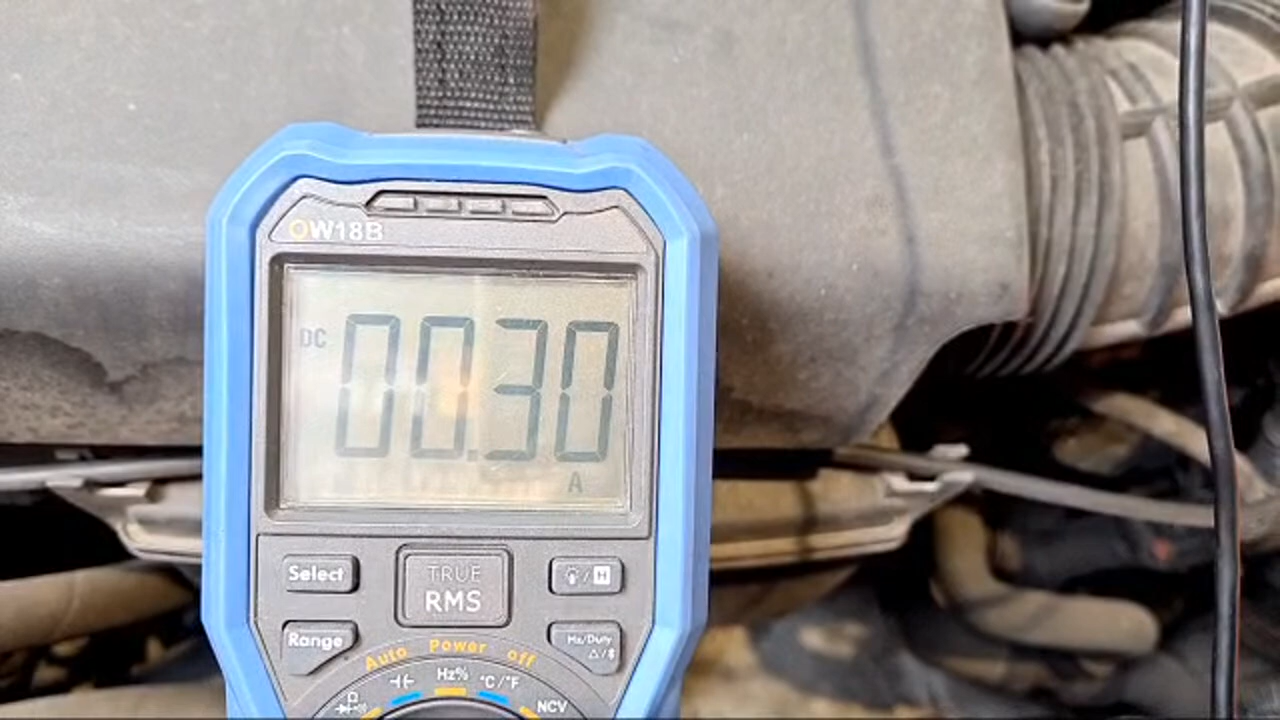 OW18B
DC 00.30
A
Select
TRUE
RMS
H
Range
Hz/Duty
Auto Power off
Hz%
°C/°F
NCV